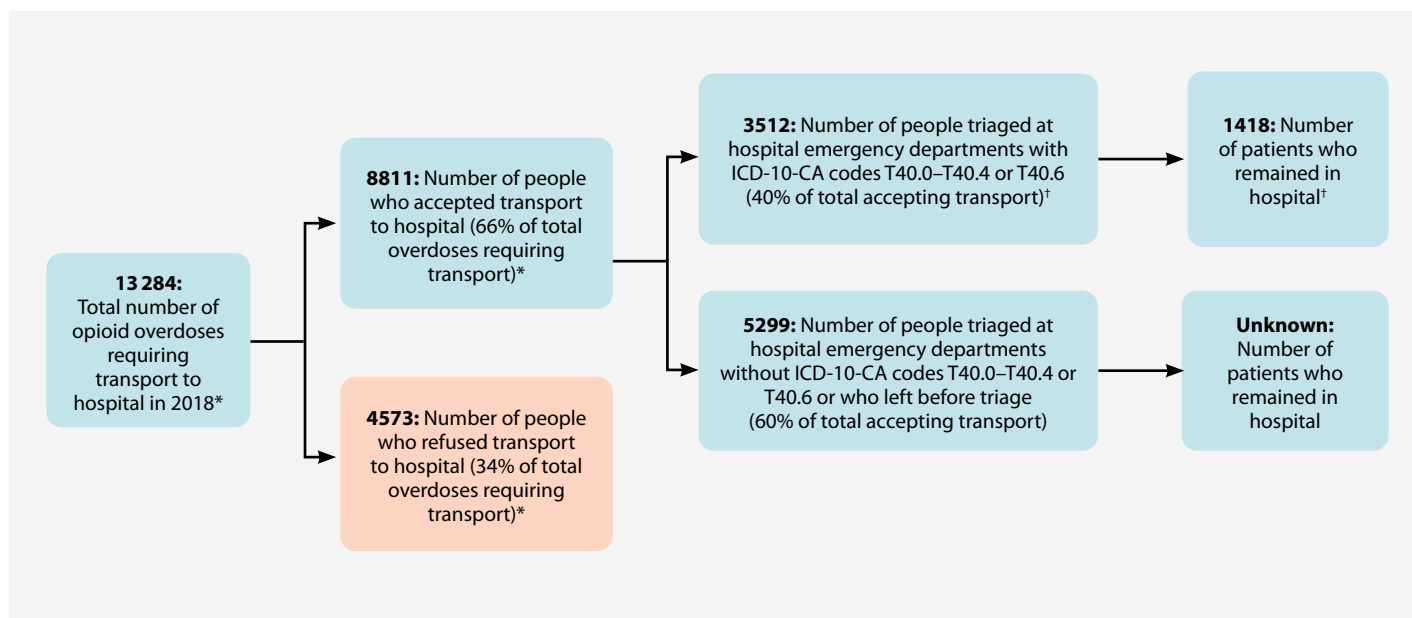 13 284:
Total number of
opioid overdoses
requiring
transport to
hospital in 2018*
8811: Number of people
who accepted transport
to hospital (66% of total
overdoses requiring
transport)*
4573: Number of people
who refused transport
to hospital (34% of total
overdoses requiring
transport)*
3512: Number of people triaged at
hospital emergency departments with
ICD-10-CA codes T40.0–T40.4 or T40.6
(40% of total accepting transport)†
5299: Number of people triaged at
hospital emergency departments
without ICD-10-CA codes T40.0–T40.4 or
T40.6 or who left before triage
(60% of total accepting transport)
1418: Number
of patients who
remained in
hospital†
Unknown:
Number of
patients who
remained in
hospital